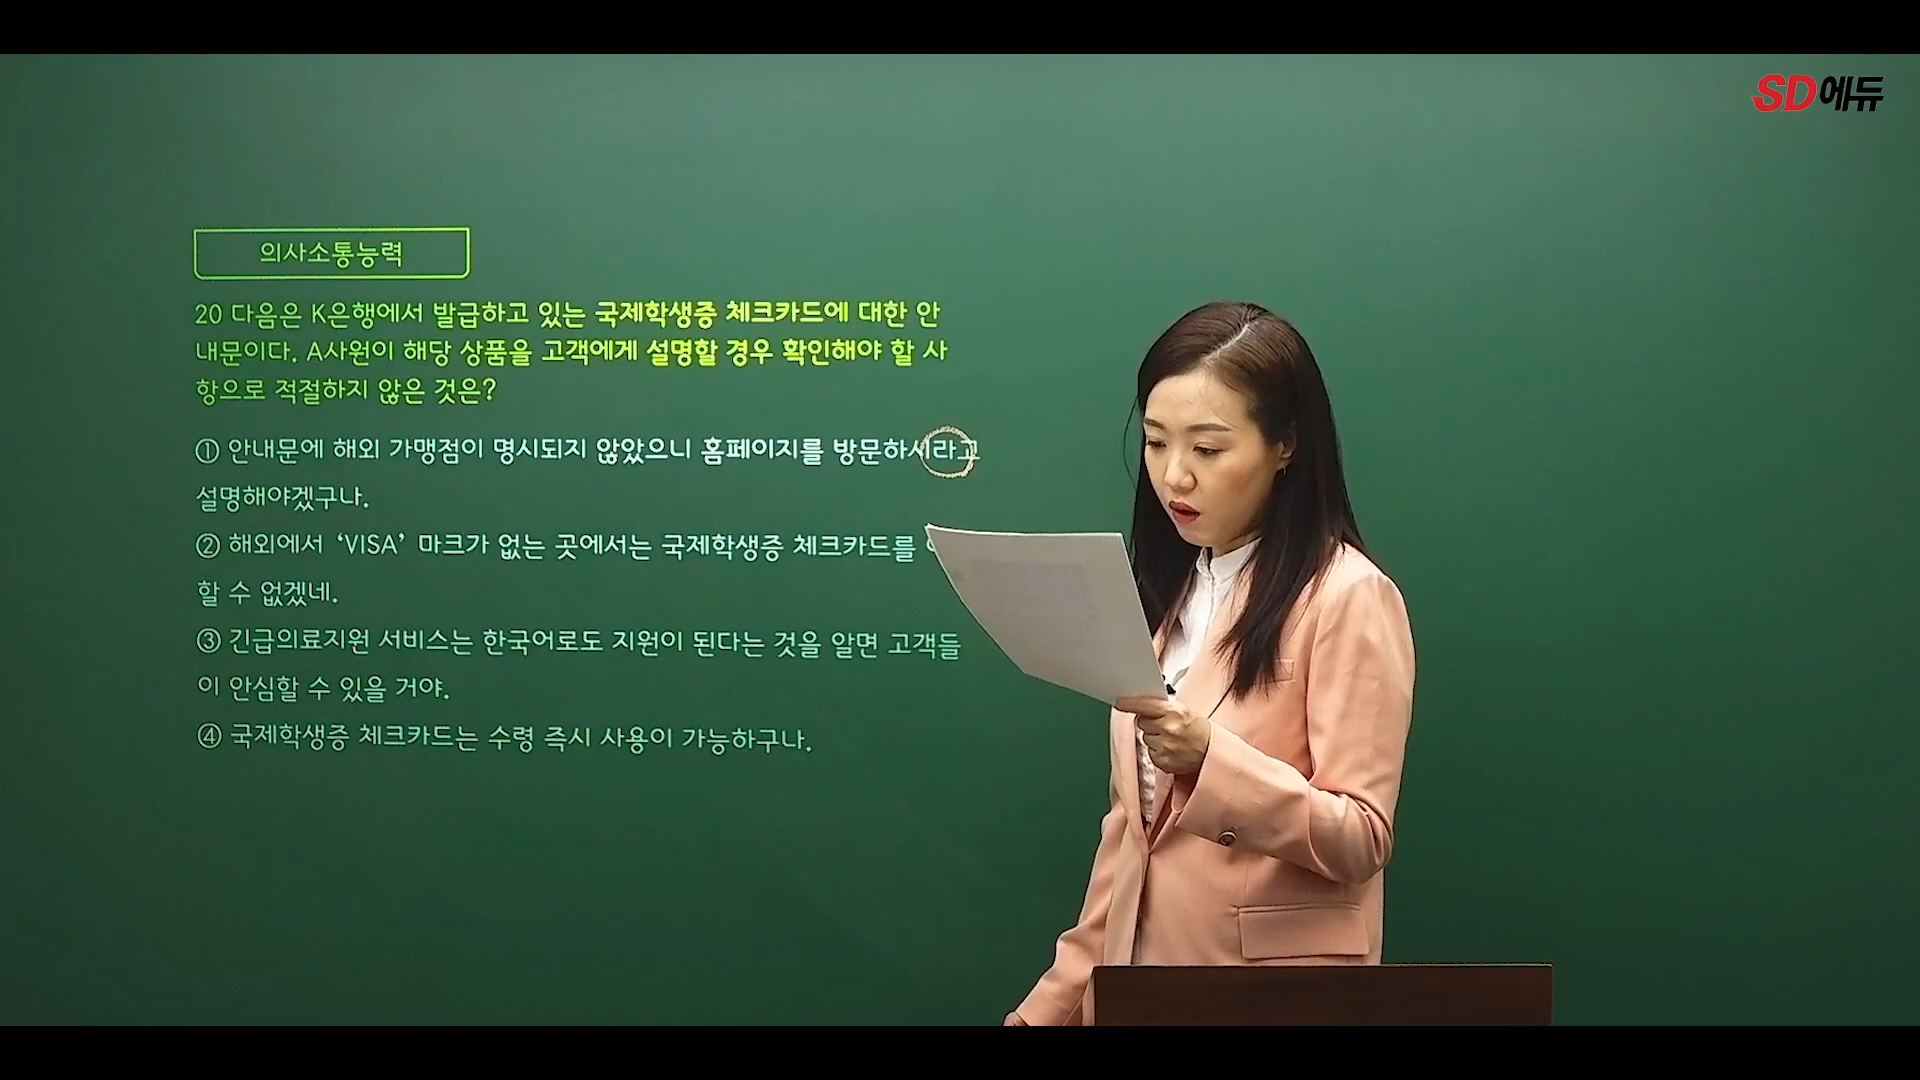 SD에듀
의사소통능력
20 다음은 K은행에서 발급하고 있는 국제학생증 체크카드에 대한 안
내문이다. A사원이 해당 상품을 고객에게 설명할 경우 확인해야 할 사
항으로 적절하지 않은 것은?
① 안내문에 해외 가맹점이 명시되지 않았으니 홈페이지를 방문하시라고
설명해야겠구나.
② 해외에서 ‘VISA’ 마크가 없는 곳에서는 국제학생증 체크카드를
할 수 없겠네.
③ 긴급의료지원 서비스는 한국어로도 지원이 된다는 것을 알면 고객들
이 안심할 수 있을 거야.
④ 국제학생증 체크카드는 수령 즉시 사용이 가능하구나.